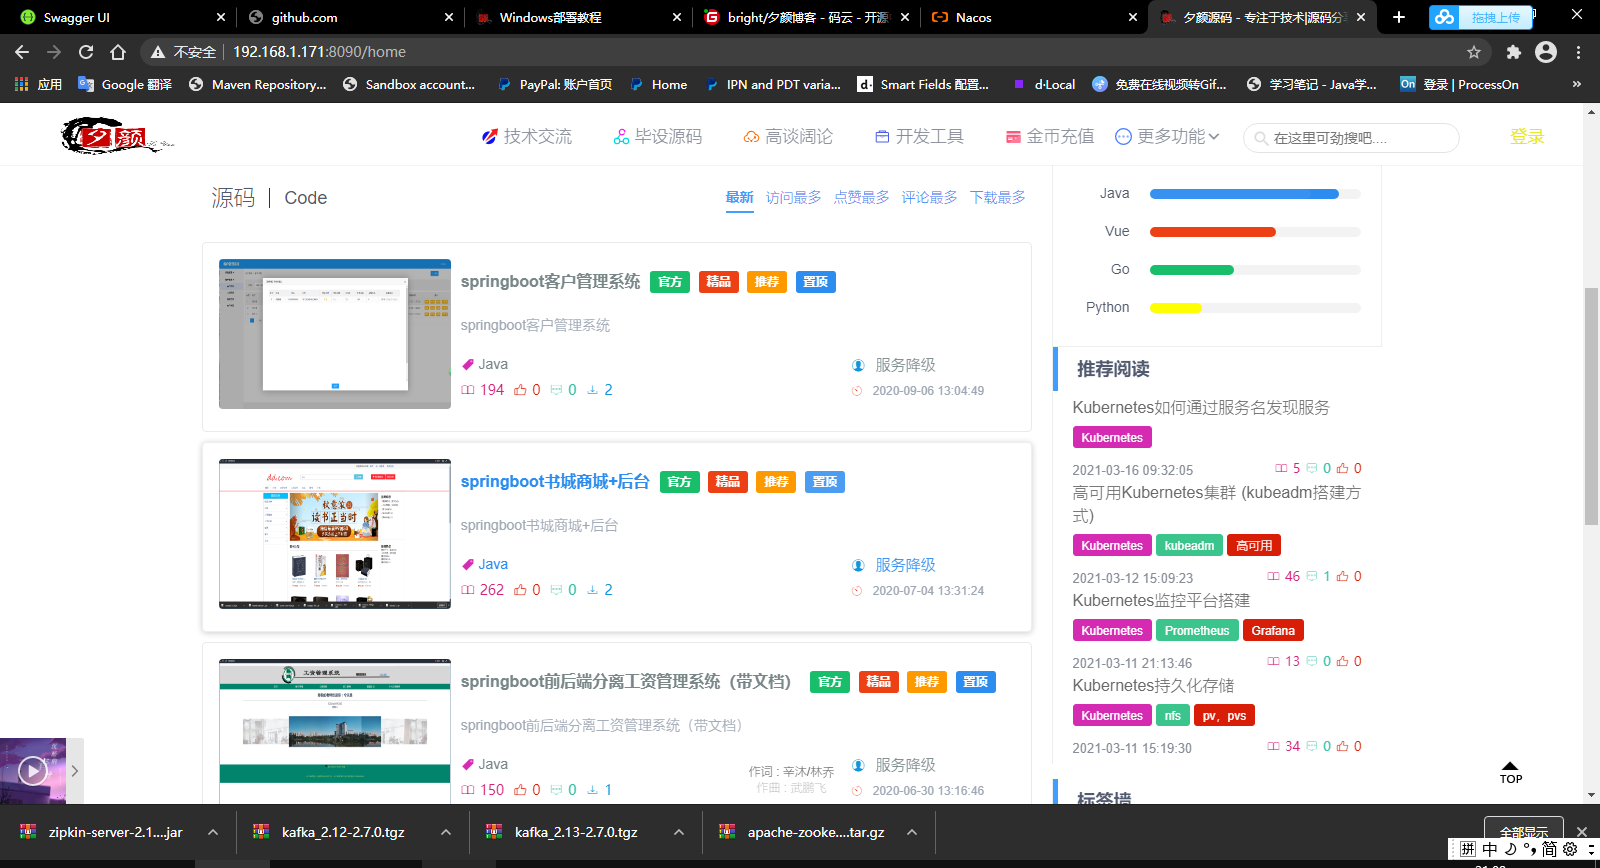 Swagger UI
github.com
Windows部署教程
bright/夕颜博客 - 码云 - 开源中
Nacos
夕颜源码 - 专注于技术|源码分享
拖拽上传
不安全 192.168.1.171:8090/home
应用
Google 翻译
Maven Repository...
Sandbox account...
PayPal: 账户首页
Home
IPN and PDT varia...
Smart Fields 配置...
d·Local
免费在线视频转Gif...
学习笔记 - Java学...
登录 | ProcessOn
夕颜
技术交流
毕设源码
高谈阔论
开发工具
金币充值
更多功能
在这里可劲搜吧....
登录
源码 | Code
最新 访问最多 点赞最多 评论最多 下载最多
springboot客户管理系统 官方 精品 推荐 置顶
springboot客户管理系统
Java
服务降级
194 0 0 2
2020-09-06 13:04:49
ddicom
秋意浓
读书正当时
springboot书城商城+后台 官方 精品 推荐 置顶
springboot书城商城+后台
Java
服务降级
262 0 0 2
2020-07-04 13:31:24
工资管理系统
springboot前后端分离工资管理系统（带文档） 官方 精品 推荐 置顶
springboot前后端分离工资管理系统（带文档）
Java
服务降级
150 0 0 1
2020-06-30 13:16:46
作词 : 辛沐/林乔
作曲 : 武鹏飞
Java
Vue
Go
Python
推荐阅读
Kubernetes如何通过服务名发现服务
Kubernetes
2021-03-16 09:32:05 5 0 0
高可用Kubernetes集群 (kubeadm搭建方
式)
Kubernetes kubeadm 高可用
2021-03-12 15:09:23 46 1 0
Kubernetes监控平台搭建
Kubernetes Prometheus Grafana
2021-03-11 21:13:46 13 0 0
Kubernetes持久化存储
Kubernetes nfs pv，pvs
2021-03-11 15:19:30 34 0 0
标签墙
TOP
zipkin-server-2.1....jar
kafka_2.12-2.7.0.tgz
kafka_2.13-2.7.0.tgz
apache-zooke....tar.gz
全部显示
拼 中 简